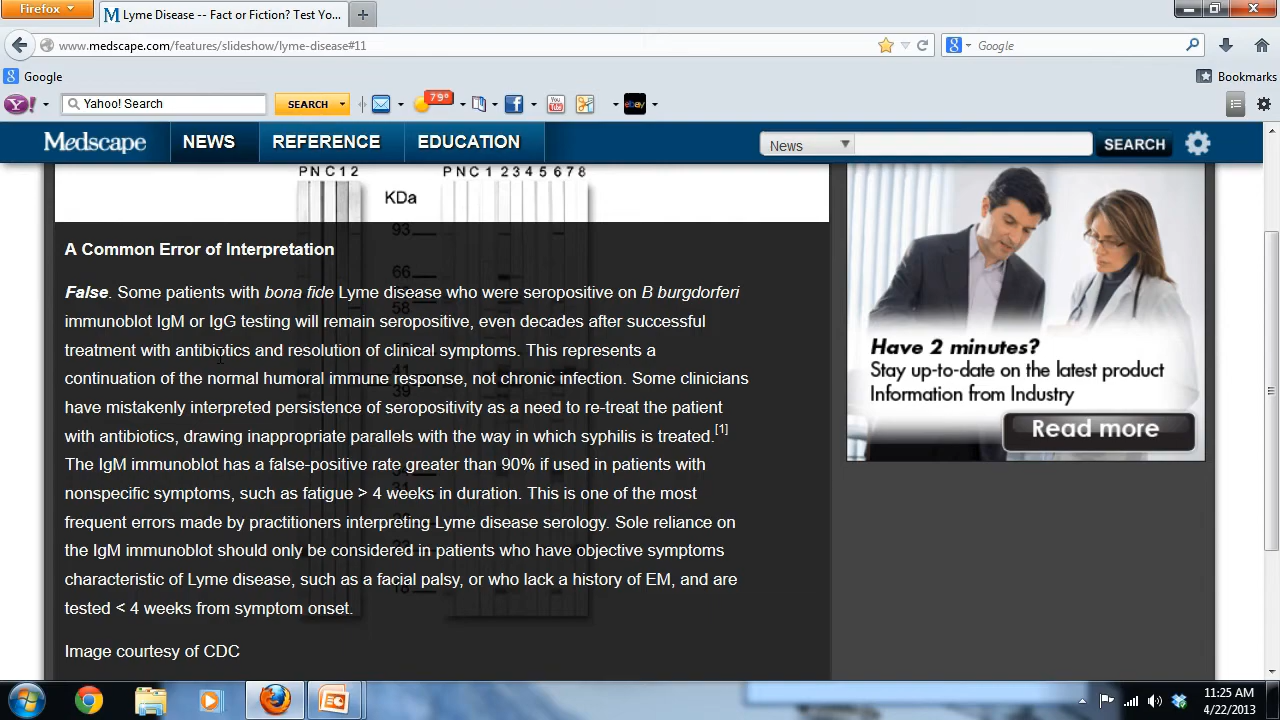 Firefox
Lyme Disease -- Fact or Fiction? Test Yo...
www.medscape.com/features/slideshow/lyme-disease#11
Google
Google
Bookmarks
Yahoo! Search
SEARCH
79°
You Tube
ebay
Medscape
NEWS
REFERENCE
EDUCATION
News
SEARCH
P N C 1 2
P N C 1 2 3 4 5 6 7 8
KDa
93
66
58
41
39
31
18
A Common Error of Interpretation
False. Some patients with bona fide Lyme disease who were seropositive on B burgdorferi
immunoblot IgM or IgG testing will remain seropositive, even decades after successful
treatment with antibiotics and resolution of clinical symptoms. This represents a
continuation of the normal humoral immune response, not chronic infection. Some clinicians
have mistakenly interpreted persistence of seropositivity as a need to re-treat the patient
with antibiotics, drawing inappropriate parallels with the way in which syphilis is treated.[1]
The IgM immunoblot has a false-positive rate greater than 90% if used in patients with
nonspecific symptoms, such as fatigue > 4 weeks in duration. This is one of the most
frequent errors made by practitioners interpreting Lyme disease serology. Sole reliance on
the IgM immunoblot should only be considered in patients who have objective symptoms
characteristic of Lyme disease, such as a facial palsy, or who lack a history of EM, and are
tested < 4 weeks from symptom onset.
Image courtesy of CDC
Have 2 minutes?
Stay up-to-date on the latest product
Information from Industry
Read more
11:25 AM
4/22/2013